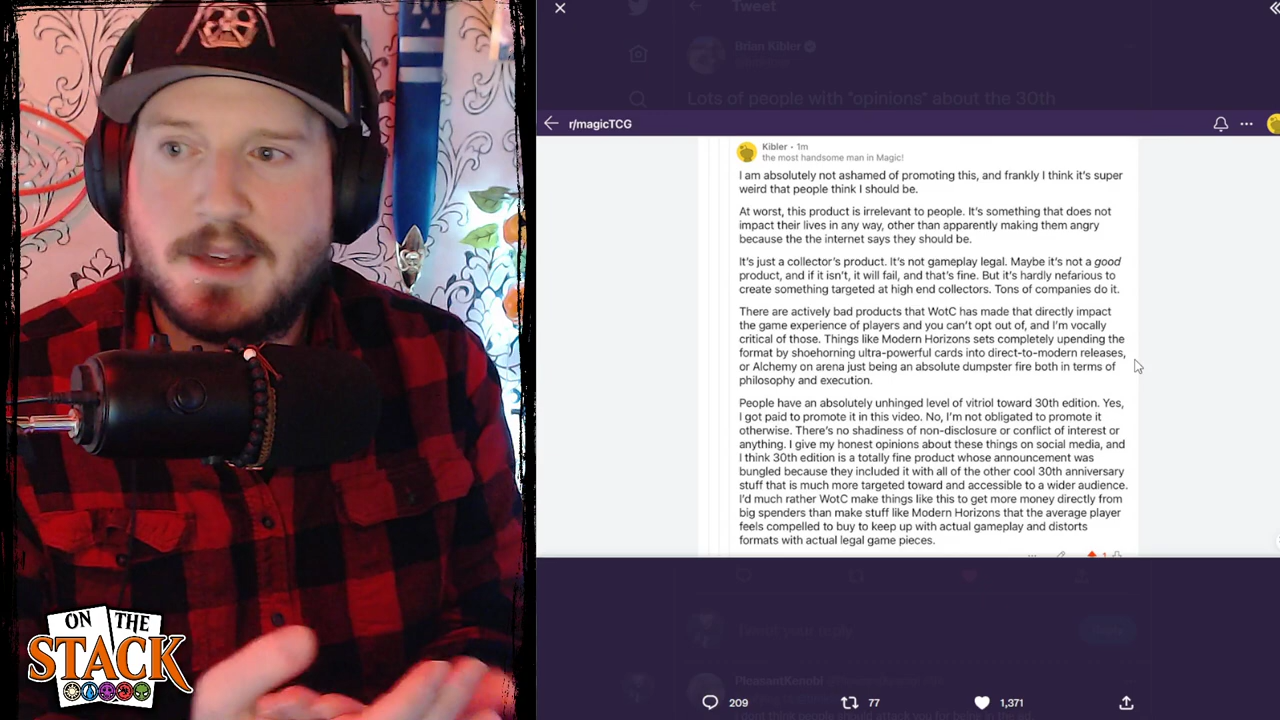 Tweet
Brian Kibler
Lots of people with "opinions" about the 30th
r/magicTCG
Kibler • 1m
the most handsome man in Magic!
I am absolutely not ashamed of promoting this, and frankly I think it's super
weird that people think I should be.
At worst, this product is irrelevant to people. It's something that does not
impact their lives in any way, other than apparently making them angry
because the the internet says they should be.
It's just a collector's product. It's not gameplay legal. Maybe it's not a good
product, and if it isn't, it will fail, and that's fine. But it's hardly nefarious to
create something targeted at high end collectors. Tons of companies do it.
There are actively bad products that WotC has made that directly impact
the game experience of players and you can't opt out of, and I'm vocally
critical of those. Things like Modern Horizons sets completely upending the
format by shoehorning ultra-powerful cards into direct-to-modern releases,
or Alchemy on arena just being an absolute dumpster fire both in terms of
philosophy and execution.
People have an absolutely unhinged level of vitriol toward 30th edition. Yes,
I got paid to promote it in this video. No, I'm not obligated to promote it
otherwise. There's no shadiness of non-disclosure or conflict of interest or
anything. I give my honest opinions about these things on social media, and
I think 30th edition is a totally fine product whose announcement was
bungled because they included it with all of the other cool 30th anniversary
stuff that is much more targeted toward and accessible to a wider audience.
I'd much rather WotC make things like this to get more money directly from
big spenders than make stuff like Modern Horizons that the average player
feels compelled to buy to keep up with actual gameplay and distorts
formats with actual legal game pieces.
1
PleasantKenobi
209
77
1,371
ON THE
STACK